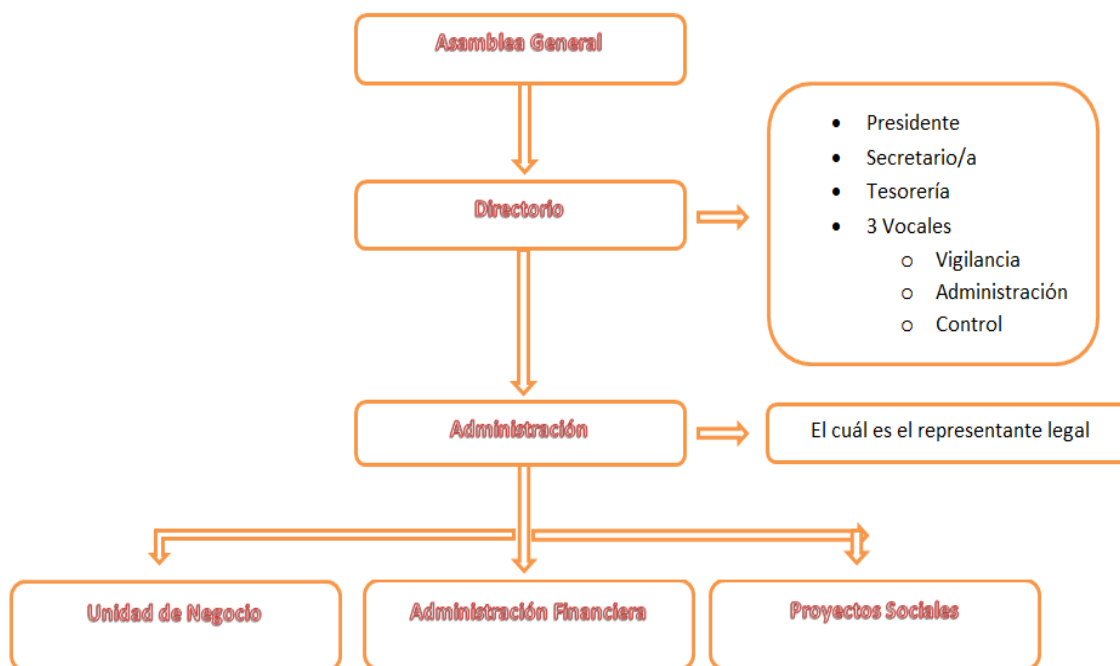 Asamblea General
Directorio
• Presidente
• Secretario/a
• Tesorería
• 3 Vocales
o Vigilancia
o Administración
o Control
Administración
El cuál es el representante legal
Unidad de Negocio
Administración Financiera
Proyectos Sociales